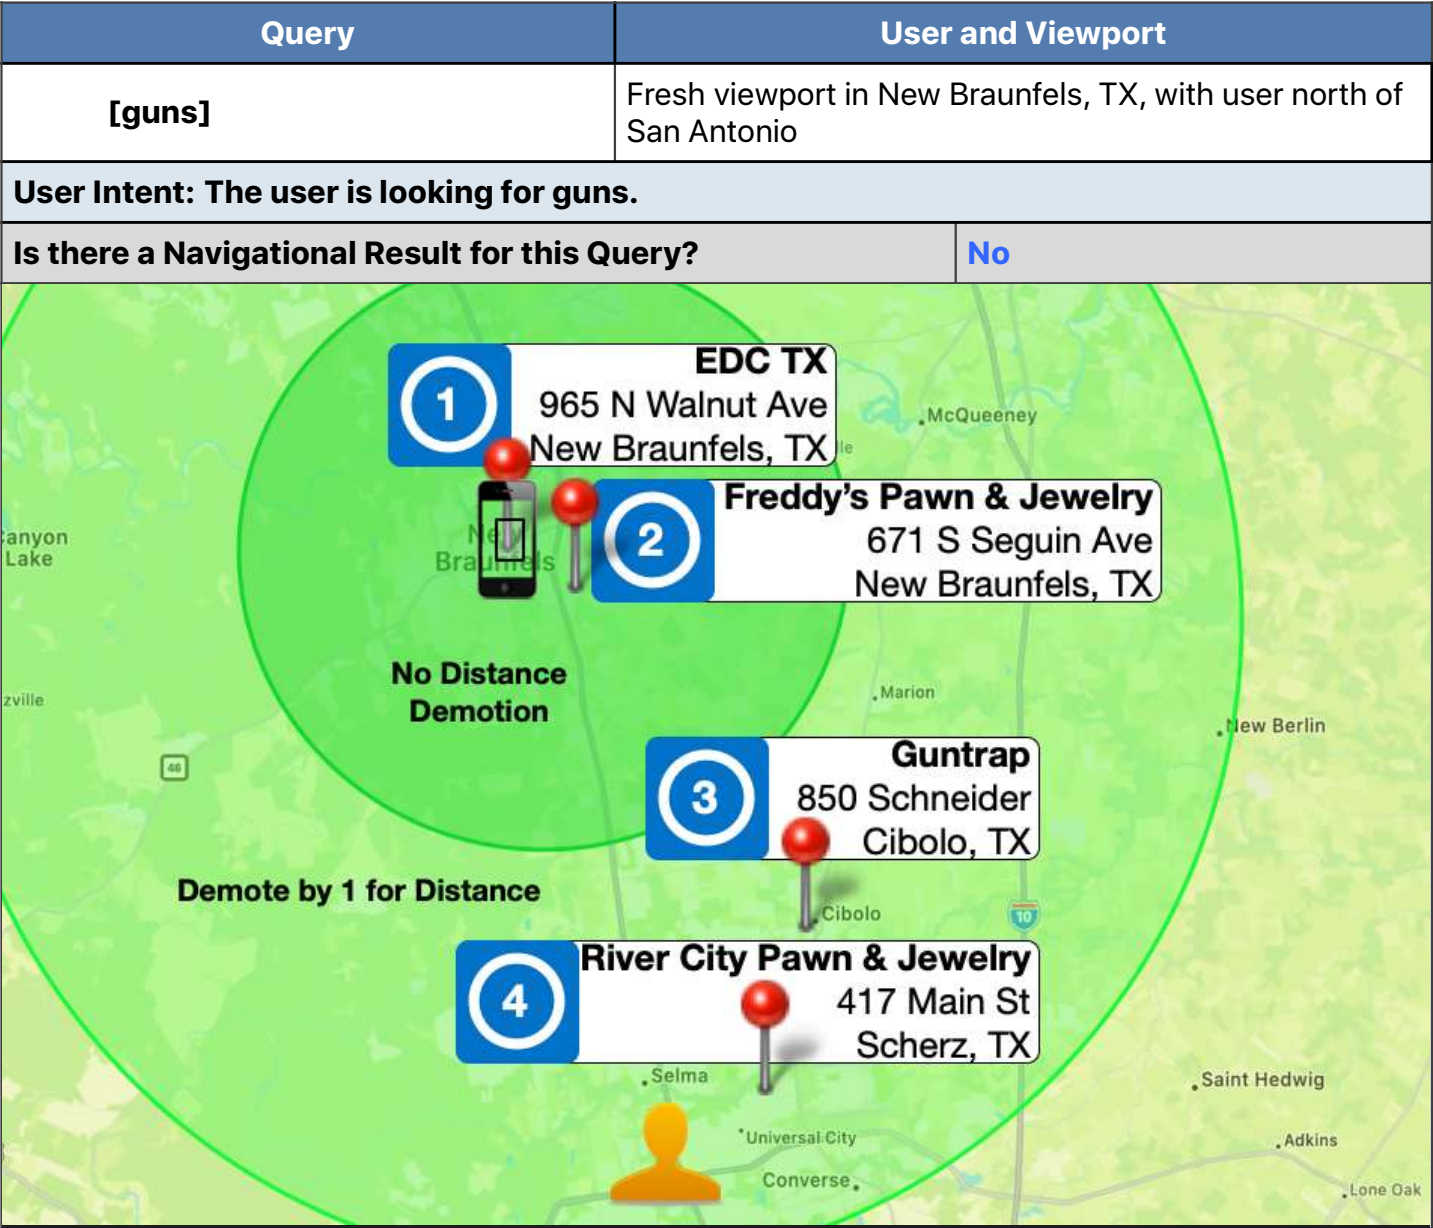 Query
User and Viewport
[guns]
Fresh viewport in New Braunfels, TX, with user north of
San Antonio
User Intent: The user is looking for guns.
Is there a Navigational Result for this Query?
No
1
EDC TX
965 N Walnut Ave
New Braunfels, TX
McQueeney
2
Freddy's Pawn & Jewelry
671 S Seguin Ave
New Braunfels, TX
anyon
Lake
New
Braunfels
No Distance
Demotion
Marion
zville
New Berlin
46
3
Guntrap
850 Schneider
Cibolo, TX
Demote by 1 for Distance
Cibolo
10
4
River City Pawn & Jewelry
417 Main St
Scherz, TX
Selma
Saint Hedwig
Universal City
Adkins
Converse
Lone Oak